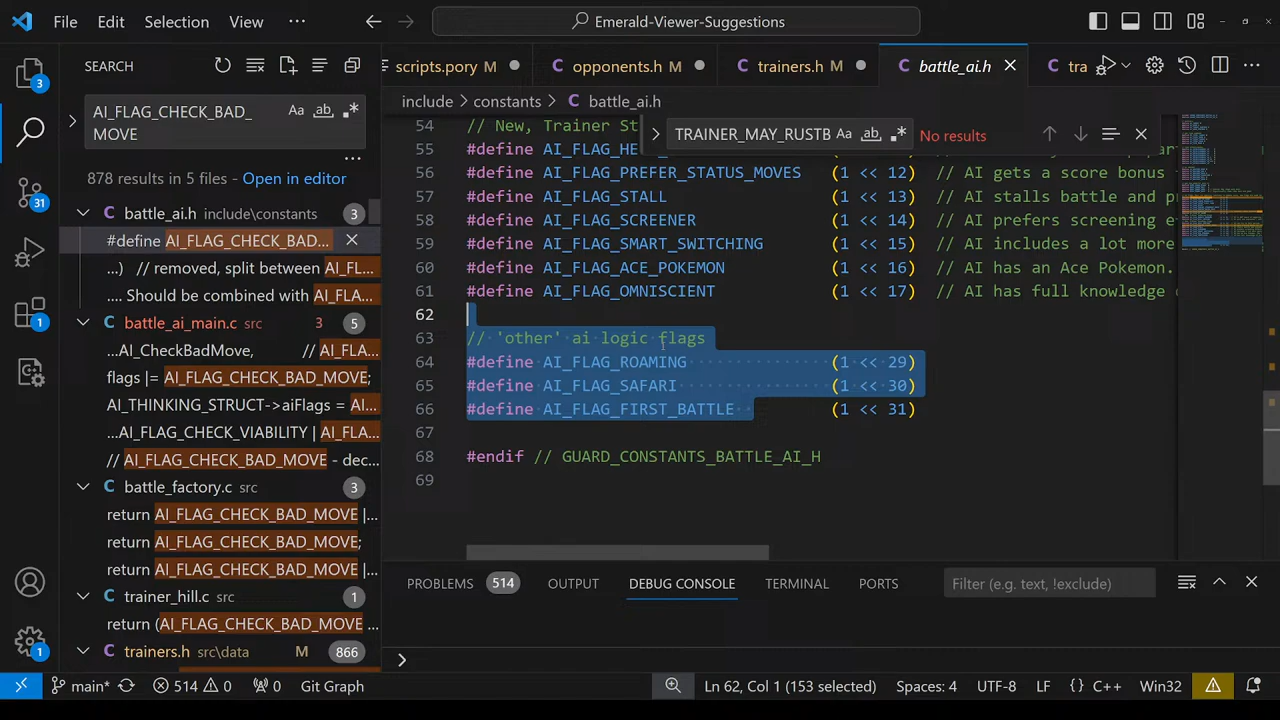 File Edit Selection View ··· Emerald-Viewer-Suggestions
SEARCH
scripts.pory M
opponents.h M
trainers.h M
battle_ai.h
tra
AI_FLAG_CHECK_BAD_
MOVE
Aa ab
include > constants > C battle_ai.h
TRAINER_MAY_RUSTB Aa ab No results
878 results in 5 files - Open in editor
battle_ai.h include\constants 3
#define AI_FLAG_CHECK_BAD...
...) // removed, split between AI_FL...
.... Should be combined with AI_FLA...
battle_ai_main.c src 3 5
...AI_CheckBadMove, // AI_FLA...
flags |= AI_FLAG_CHECK_BAD_MOVE;
AI_THINKING_STRUCT->aiFlags = AI...
...AI_FLAG_CHECK_VIABILITY | AI_FLA...
// AI_FLAG_CHECK_BAD_MOVE - dec...
battle_factory.c src 3
return AI_FLAG_CHECK_BAD_MOVE |...
return AI_FLAG_CHECK_BAD_MOVE;
return AI_FLAG_CHECK_BAD_MOVE |...
trainer_hill.c src 1
return (AI_FLAG_CHECK_BAD_MOVE ...
trainers.h src\data M 866
3
31
1
1
54 // New, Trainer St
55 #define AI_FLAG_HE
56 #define AI_FLAG_PREFER_STATUS_MOVES (1 << 12) // AI gets a score bonus
57 #define AI_FLAG_STALL (1 << 13) // AI stalls battle and p
58 #define AI_FLAG_SCREENER (1 << 14) // AI prefers screening e
59 #define AI_FLAG_SMART_SWITCHING (1 << 15) // AI includes a lot more
60 #define AI_FLAG_ACE_POKEMON (1 << 16) // AI has an Ace Pokemon.
61 #define AI_FLAG_OMNISCIENT (1 << 17) // AI has full knowledge
62
63 // 'other' ai logic flags
64 #define AI_FLAG_ROAMING (1 << 29)
65 #define AI_FLAG_SAFARI (1 << 30)
66 #define AI_FLAG_FIRST_BATTLE (1 << 31)
67
68 #endif // GUARD_CONSTANTS_BATTLE_AI_H
69
PROBLEMS 514 OUTPUT DEBUG CONSOLE TERMINAL PORTS Filter (e.g. text, !exclude)
main* 514 0 0 Git Graph Ln 62, Col 1 (153 selected) Spaces: 4 UTF-8 LF {} C++ Win32